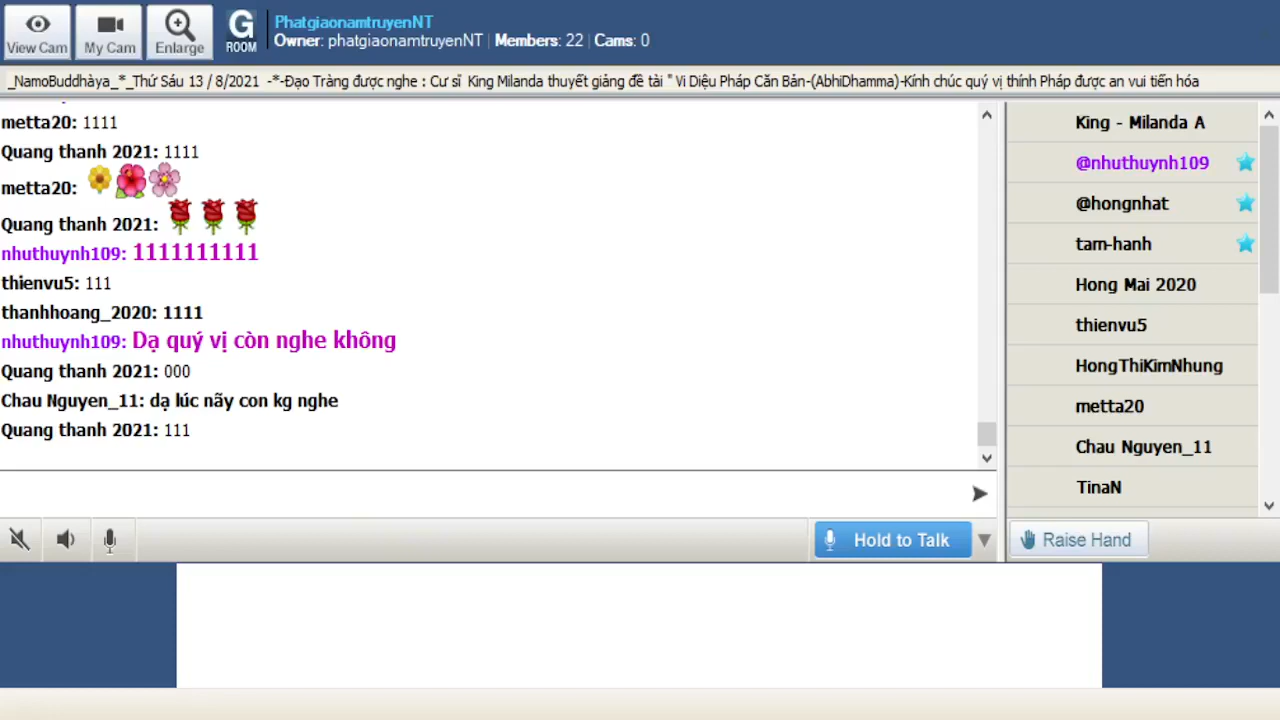 View Cam
My Cam
Enlarge
G
ROOM
PhatgiaonamtruyenNT
Owner: phatgiaonamtruyenNT | Members: 22 | Cams: 0
_NamoBuddhàya_*_Thứ Sáu 13 / 8/2021 -*-Đạo Tràng được nghe : Cư sĩ King Milanda thuyết giảng đề tài " Vi Diệu Pháp Căn Bản-(AbhiDhamma)-Kính chúc quý vị thính Pháp được an vui tiến hóa
metta20: 1111
Quang thanh 2021: 1111
metta20:
Quang thanh 2021:
nhuthuynh109: 1111111111
thienvu5: 111
thanhhoang_2020: 1111
nhuthuynh109: Dạ quý vị còn nghe không
Quang thanh 2021: 000
Chau Nguyen_11: dạ lúc nãy con kg nghe
Quang thanh 2021: 111
King - Milanda A
@nhuthuynh109
@hongnhat
tam-hanh
Hong Mai 2020
thienvu5
HongThiKimNhung
metta20
Chau Nguyen_11
TinaN
Hold to Talk
Raise Hand